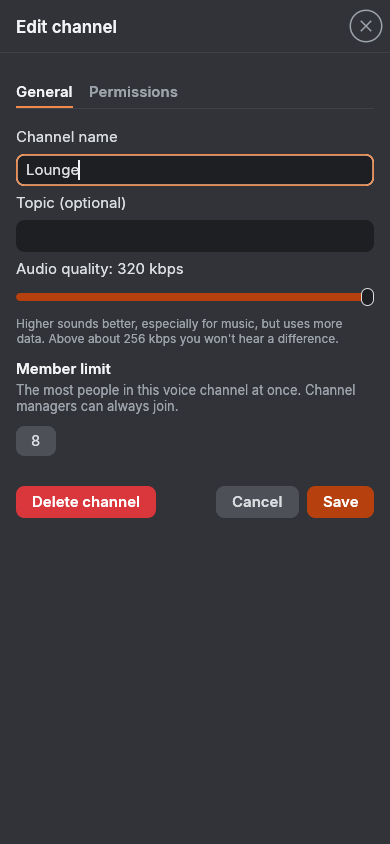 Edit channel
General Permissions
Channel name
Lounge
Topic (optional)
Audio quality: 320 kbps
Higher sounds better, especially for music, but uses more
data. Above about 256 kbps you won't hear a difference.
Member limit
The most people in this voice channel at once. Channel
managers can always join.
8
Delete channel Cancel Save